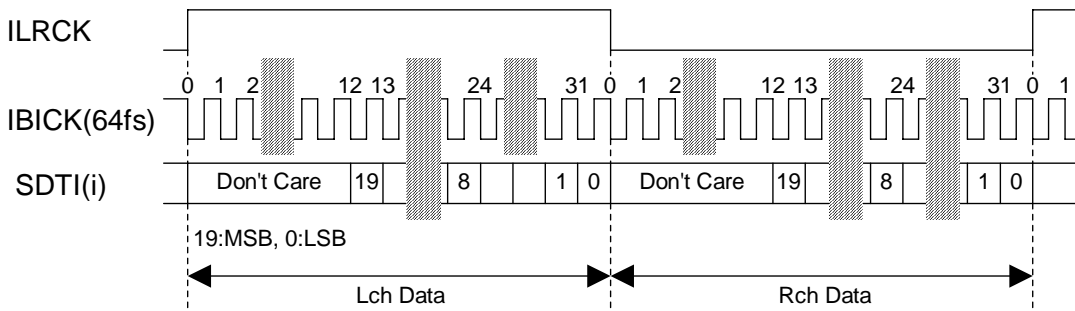 ILRCK
0 1 2 12 13 24 31 0 1 2 12 13 24 31 0 1
IBICK(64fs)
SDTI(i) Don't Care 19 8 1 0 Don't Care 19 8 1 0
19:MSB, 0:LSB
Lch Data Rch Data